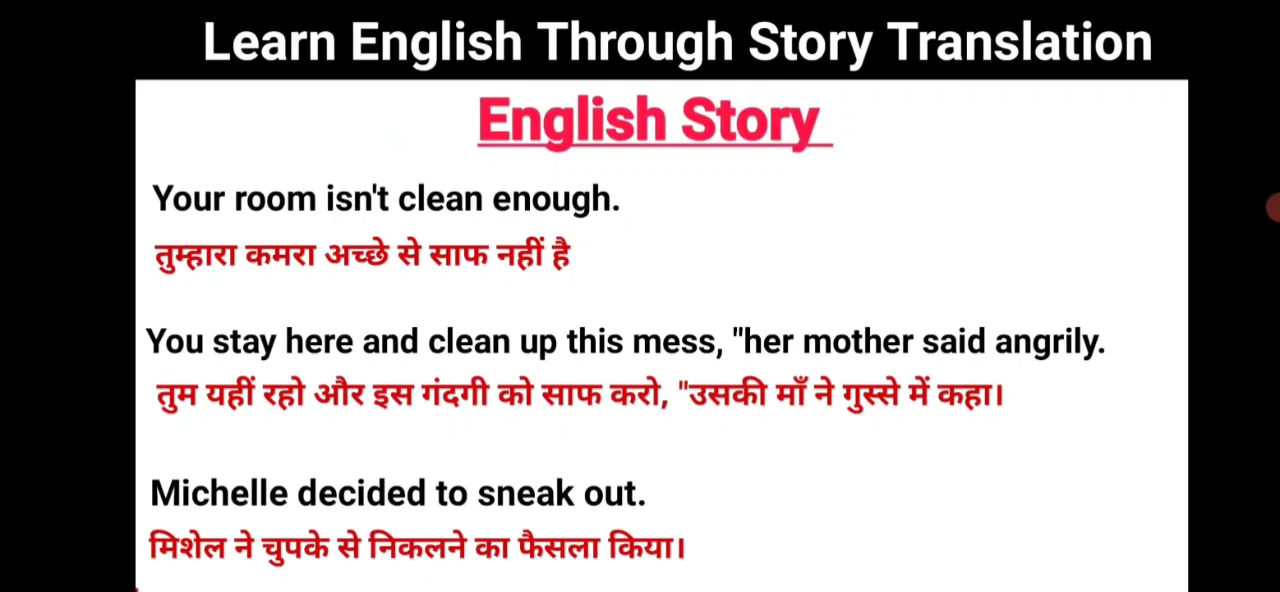 Learn English Through Story Translation
English Story
Your room isn't clean enough.
तुम्हारा कमरा अच्छे से साफ नहीं है
You stay here and clean up this mess, "her mother said angrily.
तुम यहीं रहो और इस गंदगी को साफ करो, "उसकी माँ ने गुस्से में कहा।
Michelle decided to sneak out.
मिशेल ने चुपके से निकलने का फैसला किया।